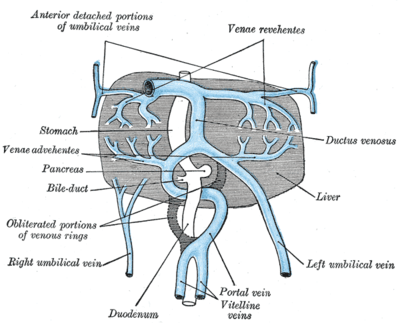 Anterior detached portions
of umbilical veins
Venae revehentes
Stomach
Ductus venosus
Venae advehentes
Pancreas
Bile-duct
Liver
Obliterated portions
of venous rings
Right umbilical vein
Left umbilical vein
Portal vein
Vitelline
veins
Duodenum